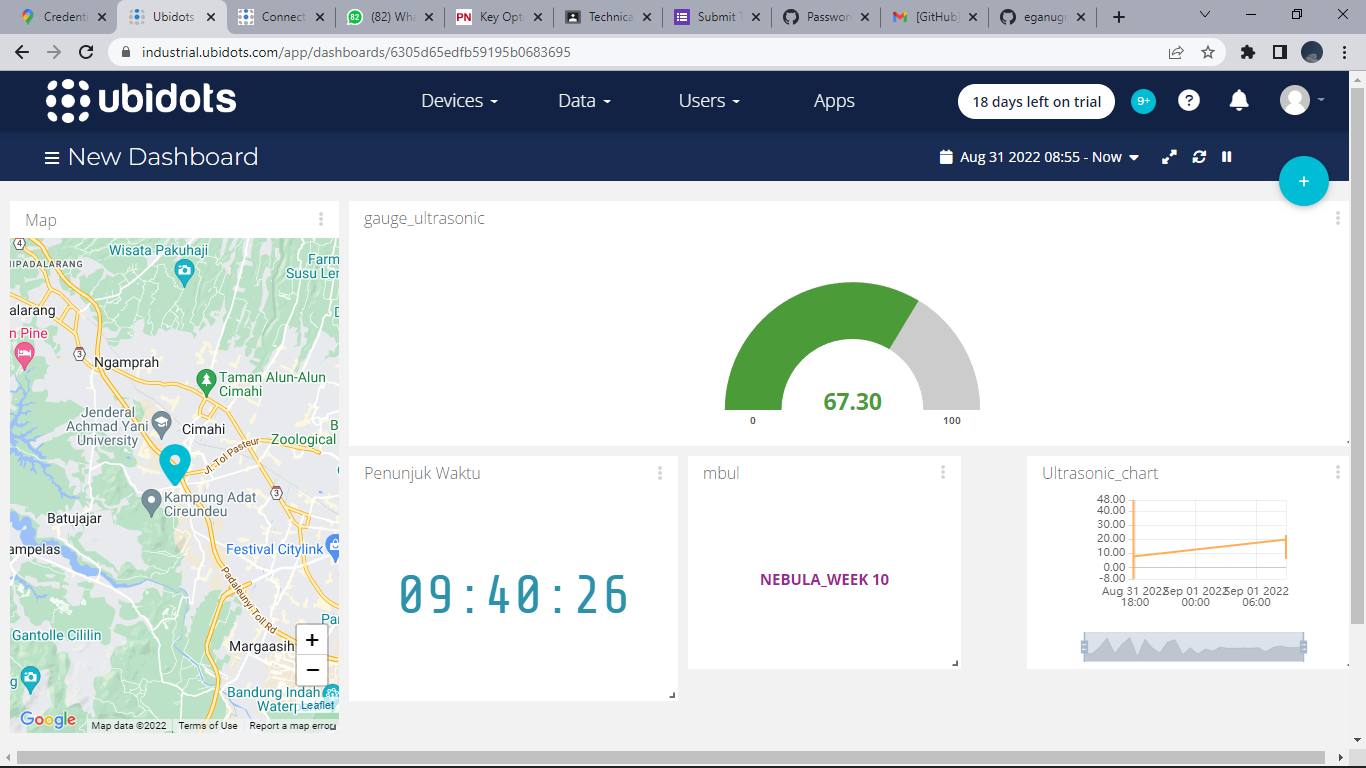 Credenti
Ubidots
Connect
(82) Wha
Key Opt
Technica
Submit T
Passwor
[GitHub]
eganugr
industrial.ubidots.com/app/dashboards/6305d65edfb59195b0683695
ubidots
Devices
Data
Users
Apps
18 days left on trial
9+
?
New Dashboard
Aug 31 2022 08:55 - Now
+
Map
Wisata Pakuhaji
NIPADALARANG
Farm
Susu Ler
alarang
n Pine
Ngamprah
Taman Alun-Alun
Cimahi
Jenderal
Achmad Yani
University
Cimahi
B
Zoological
Jl. Tol Pasteur
Kampung Adat
Cireundeu
Batujajar
ampelas
Festival Citylink
Padaleunyi Toll Rd
Gantolle Cililin
Pa
Margaasih
g
Bandung Indah
Waterp
+
−
Leaflet
Google
Map data ©2022
Terms of Use
Report a map error
4
3
3
gauge_ultrasonic
67.30
0
100
Penunjuk Waktu
09:40:26
mbul
NEBULA_WEEK 10
Ultrasonic_chart
48.00
40.00
30.00
20.00
10.00
0.00
-8.00
Aug 31 2022
18:00
Sep 01 2022
00:00
Sep 01 2022
06:00